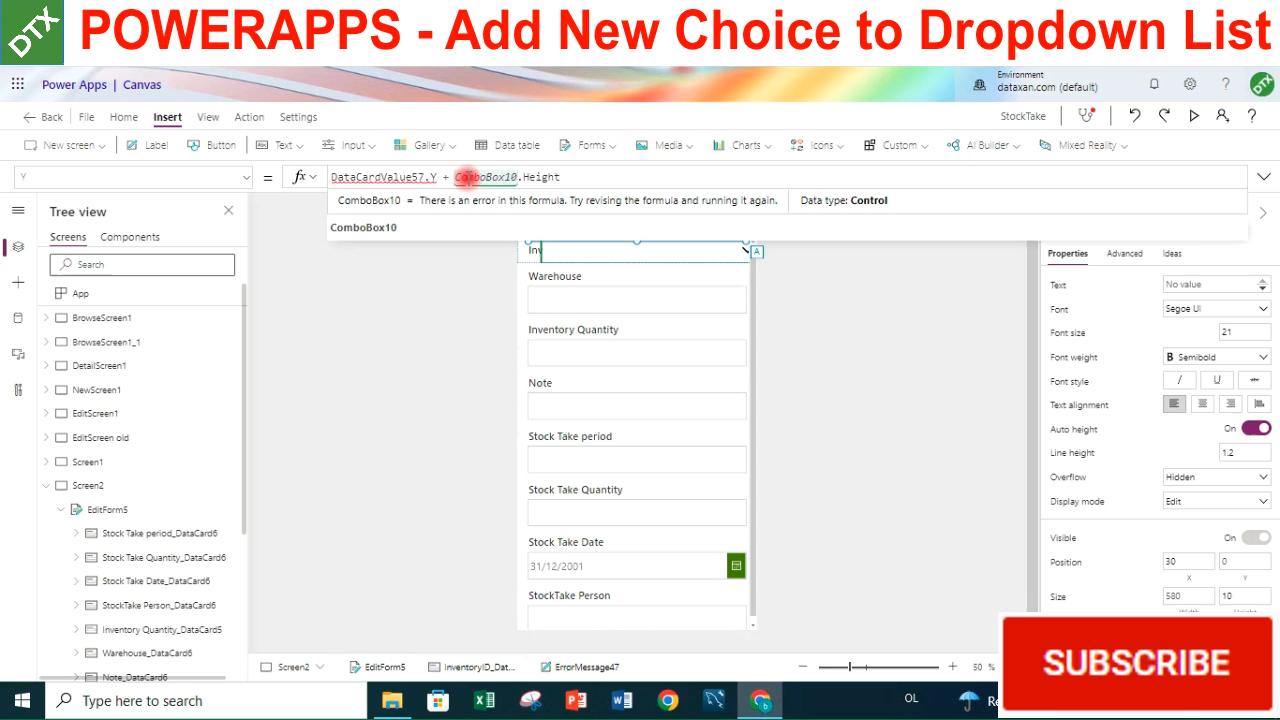 DTX
POWERAPPS - Add New Choice to Dropdown List
Power Apps | Canvas
Environment
dataxan.com (default)
DTX
Back File Home Insert View Action Settings StockTake
New screen Label Button Text Input Gallery Data table Forms Media Charts Icons Custom AI Builder Mixed Reality
Y = fx DataCardValue57.Y + ComboBox10.Height
ComboBox10 = There is an error in this formula. Try revising the formula and running it again. Data type: Control
ComboBox10
Tree view
Screens Components
Search
App
BrowseScreen1
BrowseScreen1_1
DetailScreen1
NewScreen1
EditScreen1
EditScreen old
Screen1
Screen2
EditForm5
Stock Take period_DataCard6
Stock Take Quantity_DataCard6
Stock Take Date_DataCard6
StockTake Person_DataCard6
Inventory Quantity_DataCard5
Warehouse_DataCard6
Note_DataCard6
Inv
A
Warehouse
Inventory Quantity
Note
Stock Take period
Stock Take Quantity
Stock Take Date
31/12/2001
StockTake Person
Properties Advanced Ideas
Text No value
Font Segoe UI
Font size 21
Font weight B Semibold
Font style / U abc
Text alignment
Auto height On
Line height 1.2
Overflow Hidden
Display mode Edit
Visible On
Position 30 0
X Y
Size 580 10
Width Height
SUBSCRIBE
Screen2 EditForm5 InventoryID_Dat... ErrorMessage47 50 %
Type here to search
OL